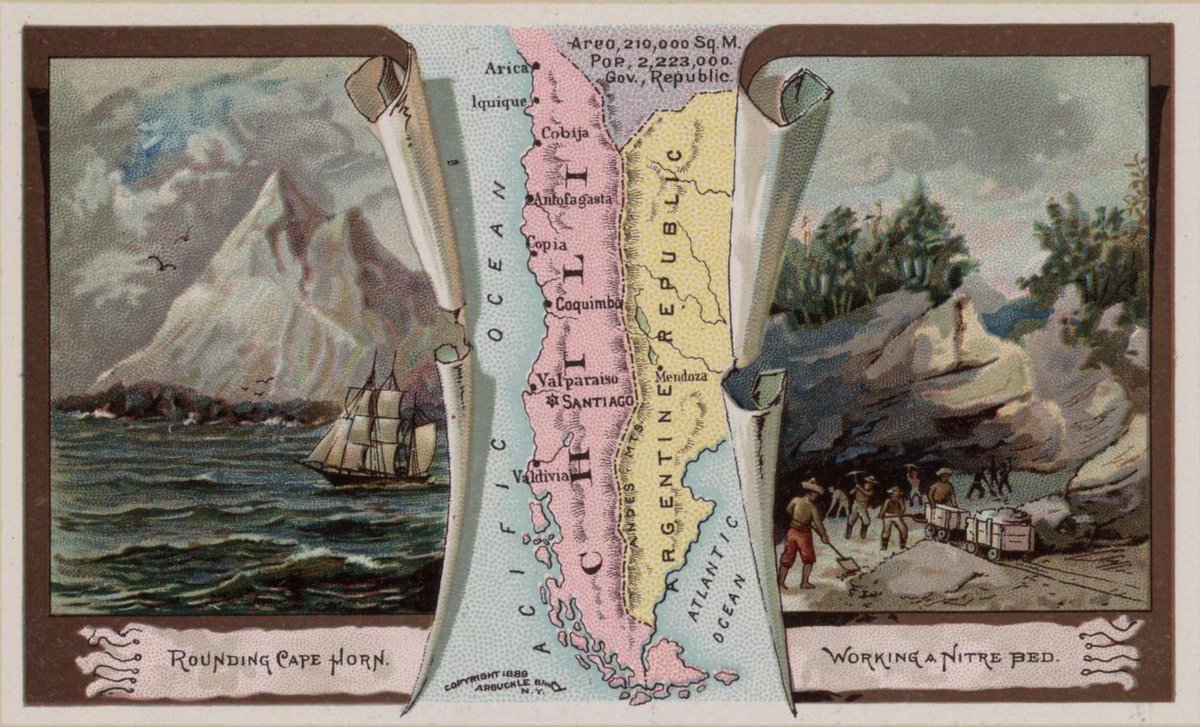 Area, 210,000 Sq. M.
Pop, 2,223,000.
Gov., Republic.
Arica
Iquique
Cobija
Antofagasta
Copia
Coquimbo
Valparaiso
SANTIAGO
Valdivia
Mendoza
CHILI
ARGENTINE REPUBLIC
ANDES MTS.
PACIFIC OCEAN
ATLANTIC
OCEAN
ROUNDING CAPE HORN.
COPYRIGHT 1889
ARBUCKLE BROS
N.Y.
WORKING A NITRE BED.